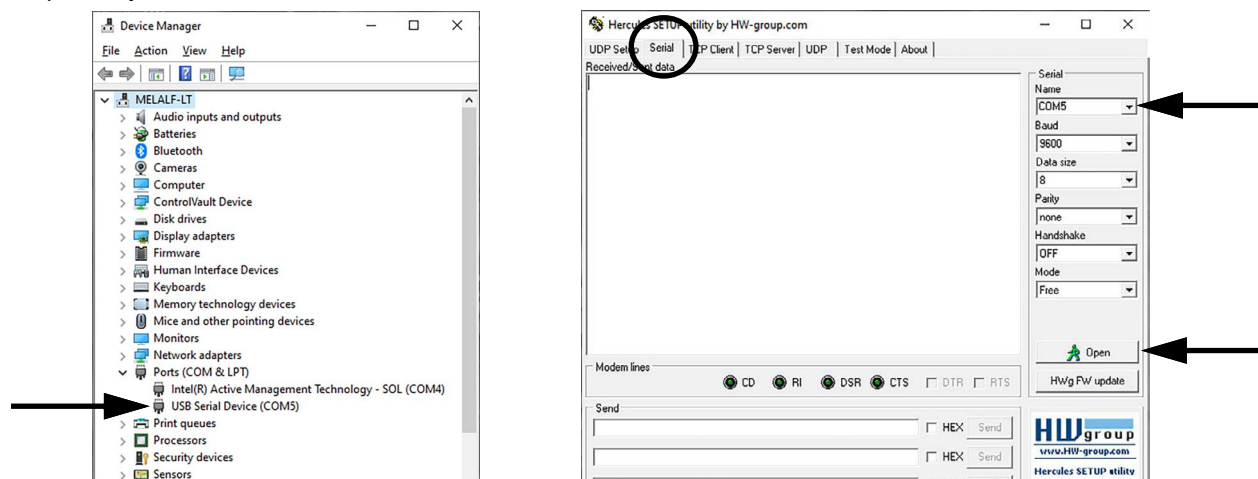 Device Manager
File Action View Help
MELALF-LT
Audio inputs and outputs
Batteries
Bluetooth
Cameras
Computer
ControlVault Device
Disk drives
Display adapters
Firmware
Human Interface Devices
Keyboards
Memory technology devices
Mice and other pointing devices
Monitors
Network adapters
Ports (COM & LPT)
Intel(R) Active Management Technology - SOL (COM4)
USB Serial Device (COM5)
Print queues
Processors
Security devices
Sensors
Hercules SETUP utility by HW-group.com
UDP Setup Serial TCP Client TCP Server UDP Test Mode About
Received/Sent data
Serial
Name
COM5
Baud
9600
Data size
8
Parity
none
Handshake
OFF
Mode
Free
Open
HWg FW update
Modem lines
CD RI DSR CTS DTR RTS
Send
HEX Send
HEX Send
HWgroup
www.HW-group.com
Hercules SETUP utility